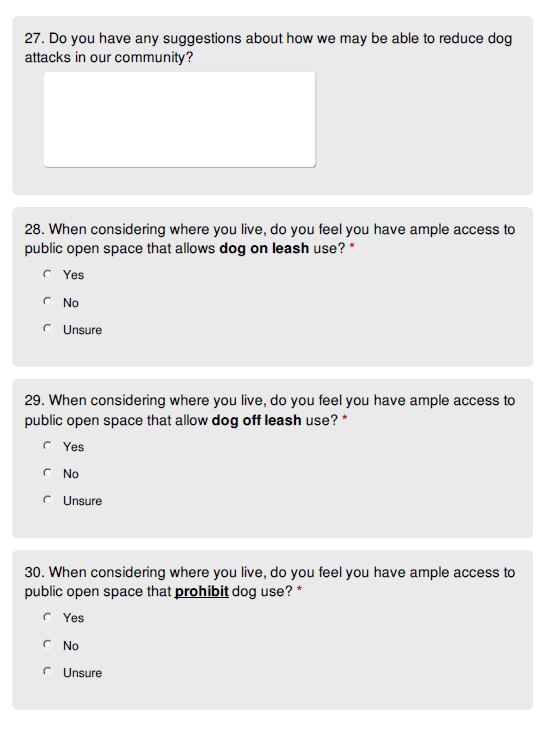 27. Do you have any suggestions about how we may be able to reduce dog
attacks in our community?
28. When considering where you live, do you feel you have ample access to
public open space that allows dog on leash use? *
Yes
No
Unsure
29. When considering where you live, do you feel you have ample access to
public open space that allow dog off leash use? *
Yes
No
Unsure
30. When considering where you live, do you feel you have ample access to
public open space that prohibit dog use? *
Yes
No
Unsure